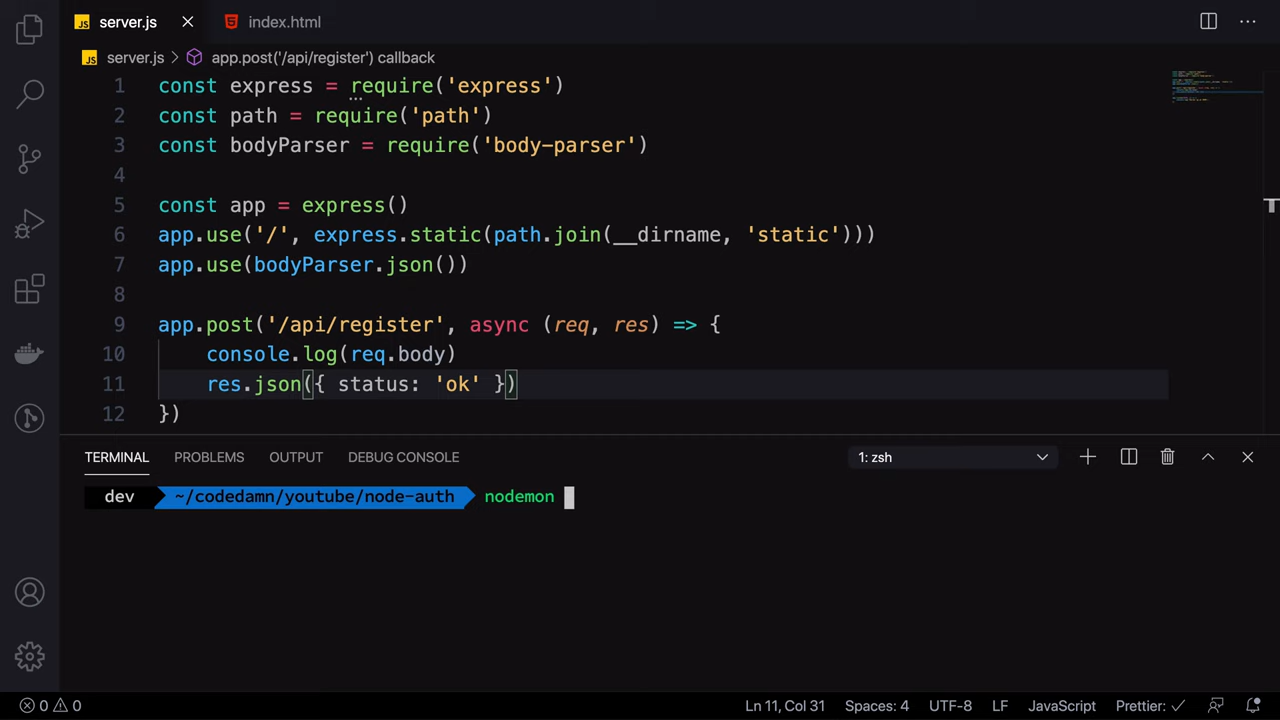 JS server.js × index.html ···
JS server.js > app.post('/api/register') callback
1 const express = require('express')
2 const path = require('path')
3 const bodyParser = require('body-parser')
4
5 const app = express()
6 app.use('/', express.static(path.join(__dirname, 'static')))
7 app.use(bodyParser.json())
8
9 app.post('/api/register', async (req, res) => {
10 console.log(req.body)
11 res.json({ status: 'ok' })
12 })
TERMINAL PROBLEMS OUTPUT DEBUG CONSOLE 1: zsh
dev ~/codedamn/youtube/node-auth nodemon
0 0 Ln 11, Col 31 Spaces: 4 UTF-8 LF JavaScript Prettier: ✓